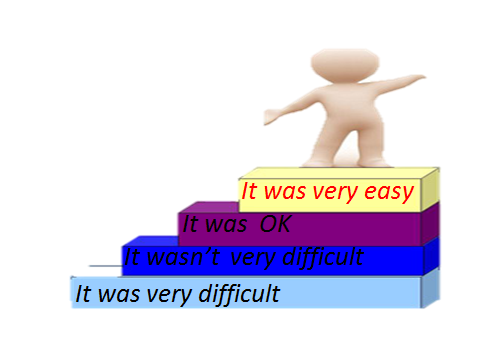 It was very easy
It was OK
It wasn't very difficult
It was very difficult